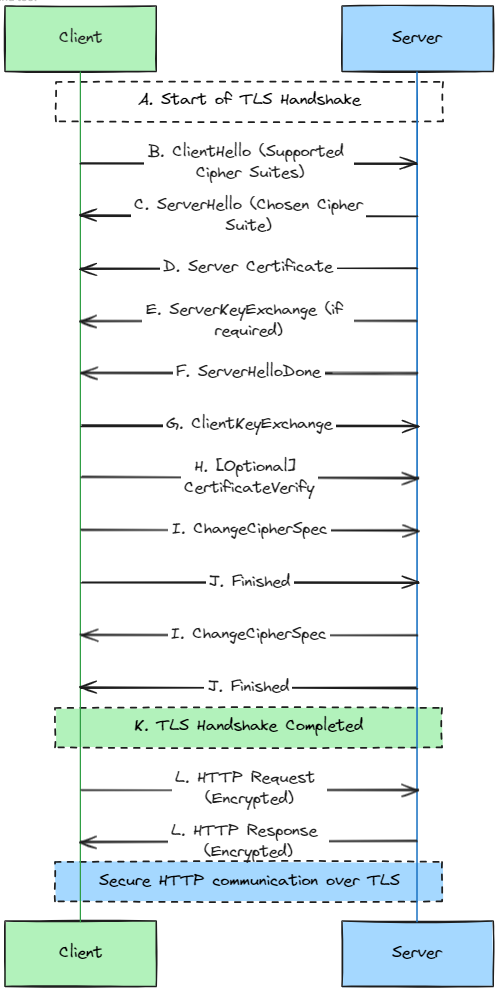 Client
Server
A. Start of TLS Handshake
B. ClientHello (Supported
Cipher Suites)
C. ServerHello (Chosen Cipher
Suite)
D. Server Certificate
E. ServerKeyExchange (if
required)
F. ServerHelloDone
G. ClientKeyExchange
H. [Optional]
CertificateVerify
I. ChangeCipherSpec
J. Finished
I. ChangeCipherSpec
J. Finished
K. TLS Handshake Completed
L. HTTP Request
(Encrypted)
L. HTTP Response
(Encrypted)
Secure HTTP communication over TLS
Client
Server